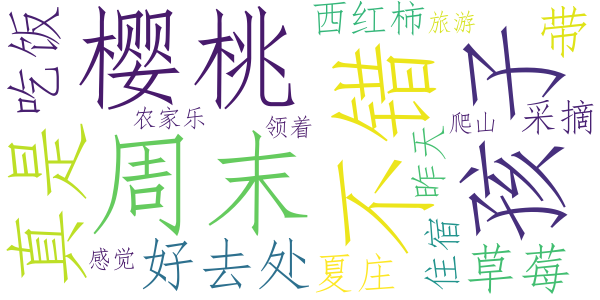 吃饭
樱桃
西红柿
旅游
带
不错
孩子
农家乐
领着
爬山
采摘
真是
周末
昨天
感觉
好去处
夏庄
住宿
草莓